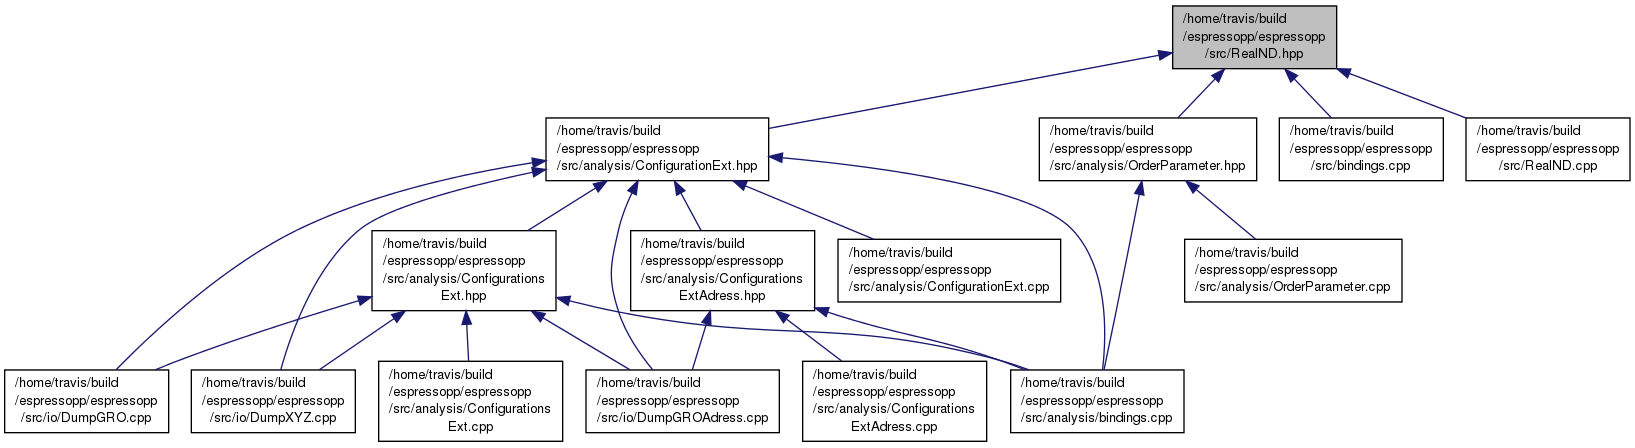 /home/travis/build
/espressopp/espressopp
/src/RealND.hpp
/home/travis/build
/espressopp/espressopp
/src/analysis/ConfigurationExt.hpp
/home/travis/build
/espressopp/espressopp
/src/analysis/OrderParameter.hpp
/home/travis/build
/espressopp/espressopp
/src/bindings.cpp
/home/travis/build
/espressopp/espressopp
/src/RealND.cpp
/home/travis/build
/espressopp/espressopp
/src/analysis/Configurations
Ext.hpp
/home/travis/build
/espressopp/espressopp
/src/analysis/Configurations
ExtAdress.hpp
/home/travis/build
/espressopp/espressopp
/src/analysis/ConfigurationExt.cpp
/home/travis/build
/espressopp/espressopp
/src/analysis/OrderParameter.cpp
/home/travis/build
/espressopp/espressopp
/src/io/DumpGRO.cpp
/home/travis/build
/espressopp/espressopp
/src/io/DumpXYZ.cpp
/home/travis/build
/espressopp/espressopp
/src/analysis/Configurations
Ext.cpp
/home/travis/build
/espressopp/espressopp
/src/io/DumpGROAdress.cpp
/home/travis/build
/espressopp/espressopp
/src/analysis/Configurations
ExtAdress.cpp
/home/travis/build
/espressopp/espressopp
/src/analysis/bindings.cpp